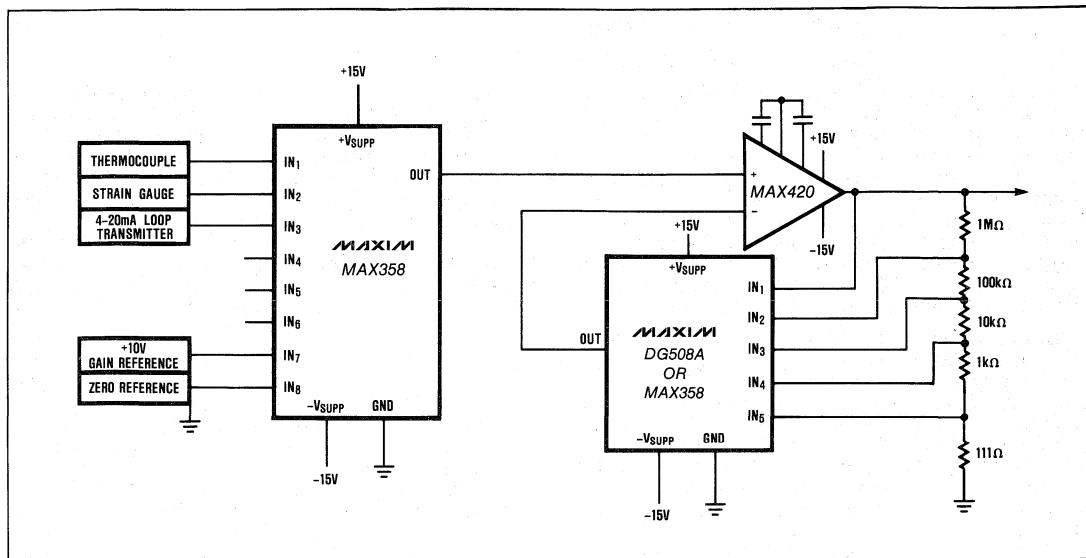 +15V
+VSUPP
THERMOCOUPLE
STRAIN GAUGE
4–20mA LOOP
TRANSMITTER
+10V
GAIN REFERENCE
ZERO REFERENCE
IN1
IN2
IN3
IN4
IN5
IN6
IN7
IN8
OUT
MAXIM
MAX358
–VSUPP
GND
–15V
+
–
MAX420
+15V
–15V
+15V
+VSUPP
OUT
MAXIM
DG508A
OR
MAX358
IN1
IN2
IN3
IN4
IN5
–VSUPP
GND
–15V
1MΩ
100kΩ
10kΩ
1kΩ
111Ω